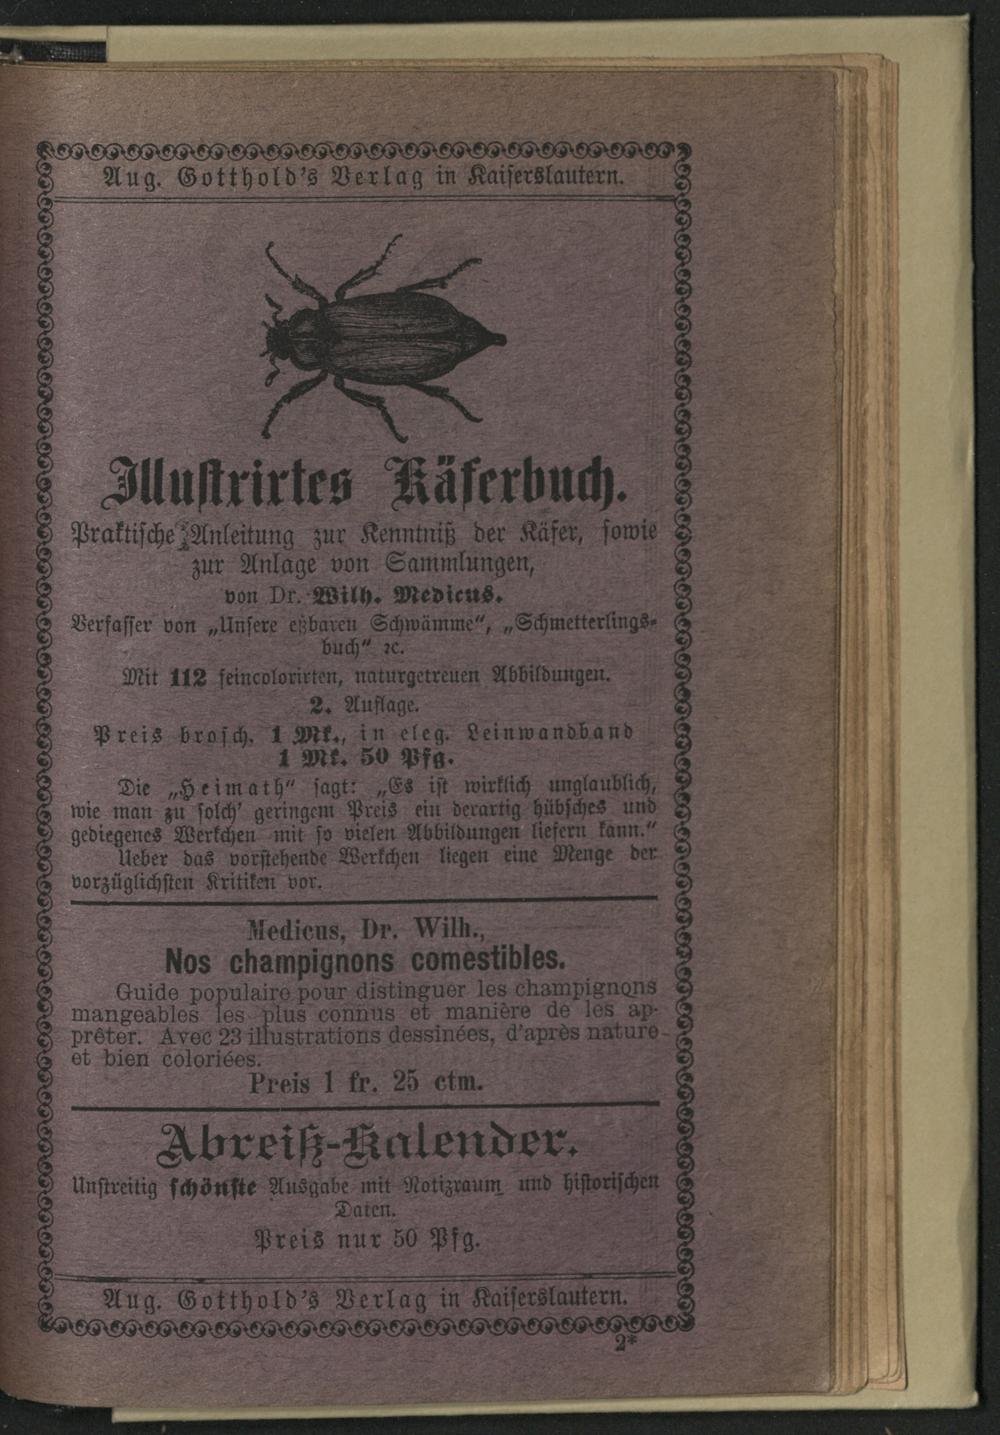 Aug. Gotthold's Verlag in Kaiserslautern.
Illustrirtes Käferbuch.
Praktische Anleitung zur Kenntniß der Käfer, sowie
zur Anlage von Sammlungen,
von Dr. Wilh. Medicus.
Verfasser von „Unsere eßbaren Schwämme“, „Schmetterlings-
buch“ ꝛc.
Mit 112 feincolorirten, naturgetreuen Abbildungen.
2. Auflage.
Preis brosch. 1 Mk., in eleg. Leinwandband
1 Mk. 50 Pfg.
Die „Heimath“ sagt: „Es ist wirklich unglaublich,
wie man zu solch' geringem Preis ein derartig hübsches und
gediegenes Werkchen mit so vielen Abbildungen liefern kann.“
Ueber das vorstehende Werkchen liegen eine Menge der
vorzüglichsten Kritiken vor.
Medicus, Dr. Wilh.,
Nos champignons comestibles.
Guide populaire pour distinguer les champignons
mangeables les plus connus et manière de les ap-
prêter. Avec 23 illustrations dessinées, d'après nature
et bien coloriées.
Preis 1 fr. 25 ctm.
Abreiß-Kalender.
Unstreitig schönste Ausgabe mit Notizraum und historischen
Daten.
Preis nur 50 Pfg.
Aug. Gotthold's Verlag in Kaiserslautern.
2*